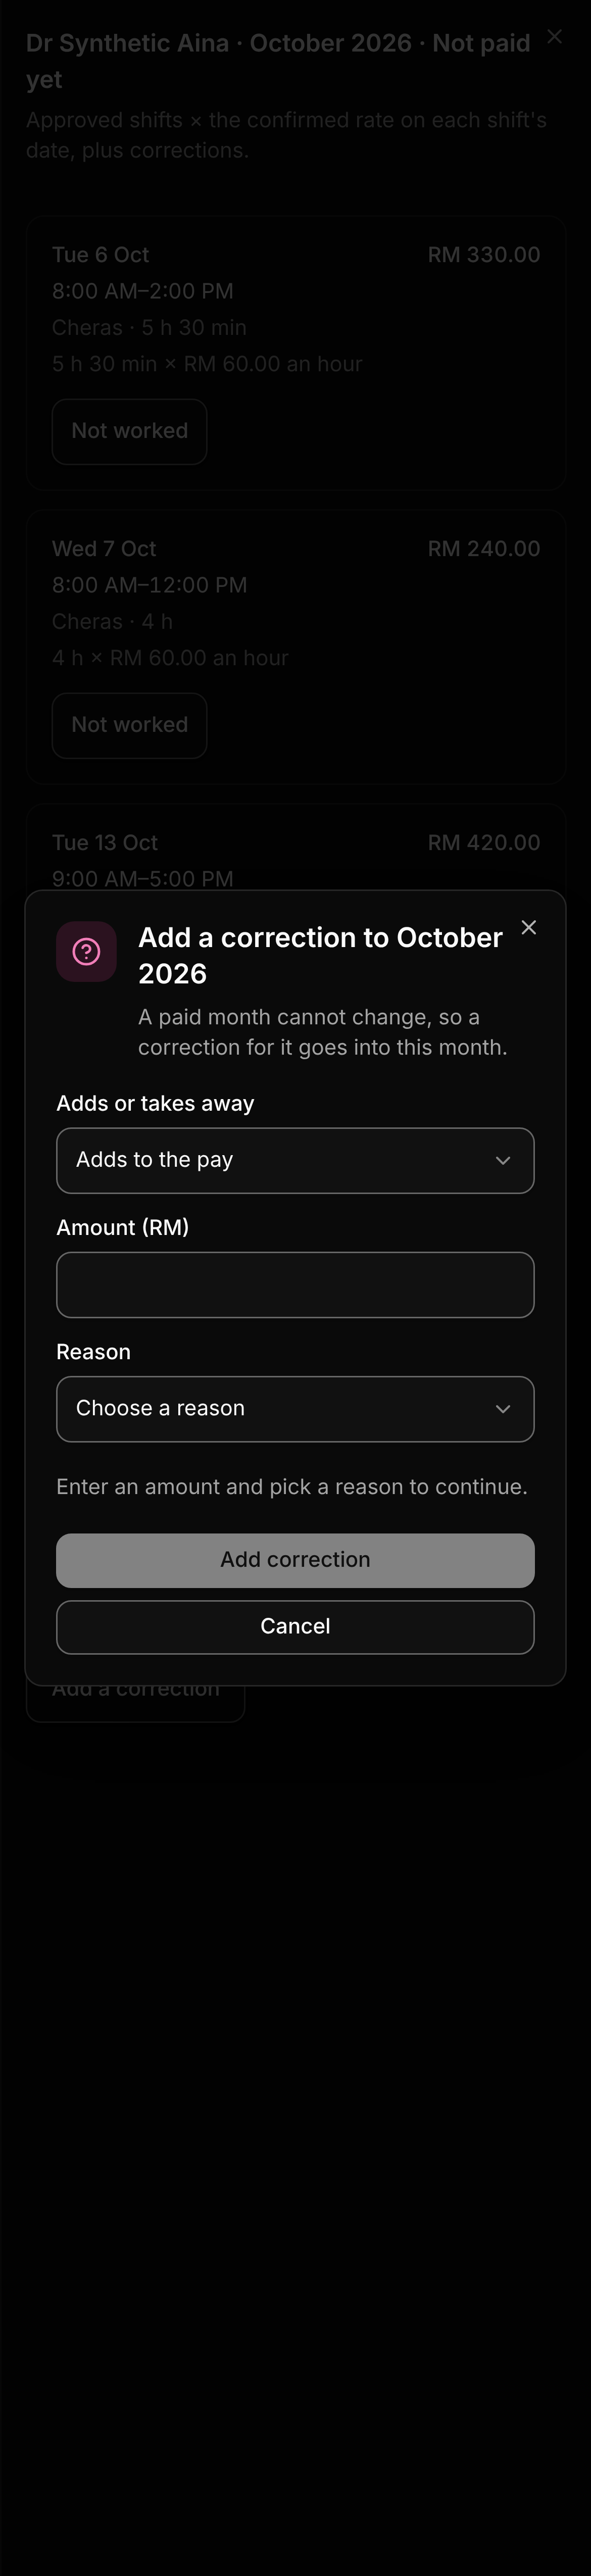 Dr Synthetic Aina · October 2026 · Not paid
yet
Approved shifts × the confirmed rate on each shift's
date, plus corrections.
Tue 6 Oct
RM 330.00
8:00 AM–2:00 PM
Cheras · 5 h 30 min
5 h 30 min × RM 60.00 an hour
Not worked
Wed 7 Oct
RM 240.00
8:00 AM–12:00 PM
Cheras · 4 h
4 h × RM 60.00 an hour
Not worked
Tue 13 Oct
RM 420.00
9:00 AM–5:00 PM
Add a correction to October
2026
A paid month cannot change, so a
correction for it goes into this month.
Adds or takes away
Adds to the pay
Amount (RM)
Reason
Choose a reason
Enter an amount and pick a reason to continue.
Add correction
Cancel
Add a correction